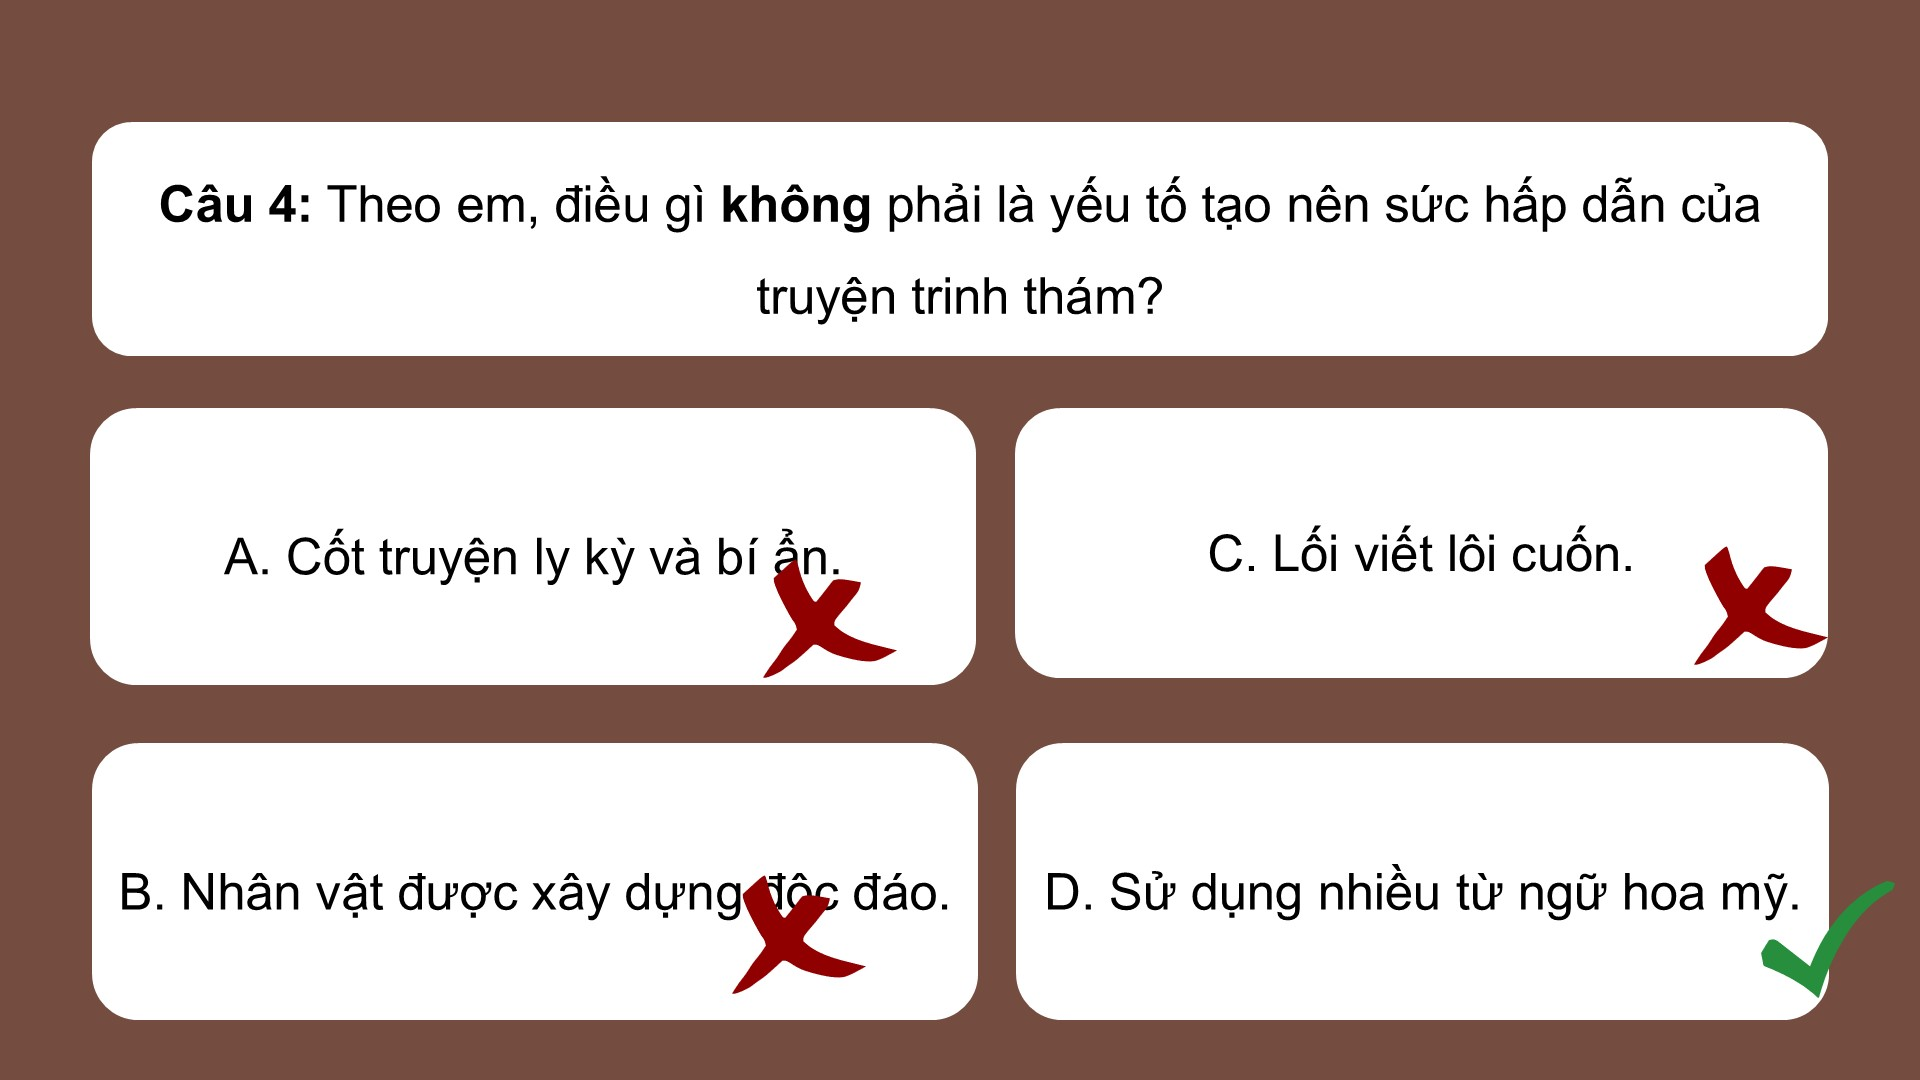 Câu 4: Theo em, điều gì không phải là yếu tố tạo nên sức hấp dẫn của
truyện trinh thám?
A. Cốt truyện ly kỳ và bí ẩn.
C. Lối viết lôi cuốn.
B. Nhân vật được xây dựng độc đáo.
D. Sử dụng nhiều từ ngữ hoa mỹ.